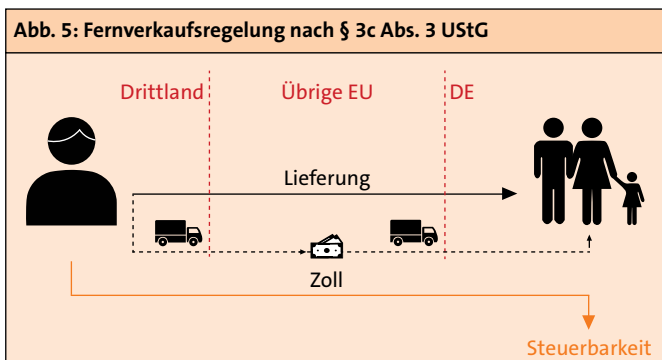 Abb. 5: Fernverkaufsregelung nach § 3c Abs. 3 UStG
Drittland
Übrige EU
DE
Lieferung
Zoll
Steuerbarkeit